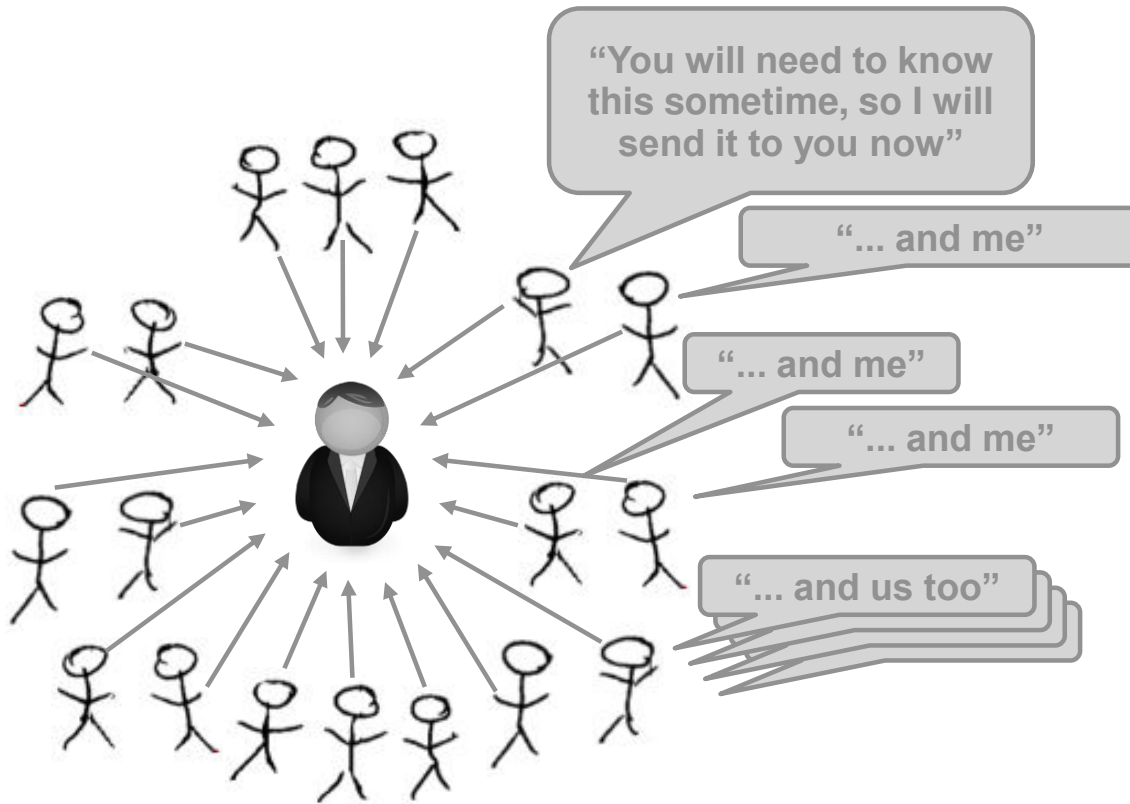 “You will need to know
this sometime, so I will
send it to you now”
“... and me”
“... and me”
“... and me”
“... and us too”